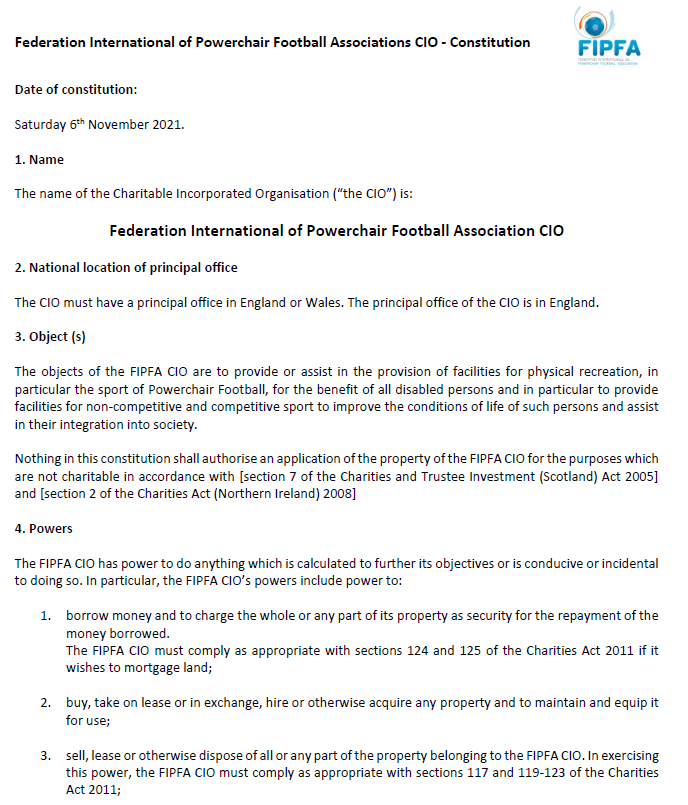 Federation International of Powerchair Football Associations CIO - Constitution
FIPFA
Date of constitution:
Saturday 6th November 2021.
1. Name
The name of the Charitable Incorporated Organisation (“the CIO”) is:
Federation International of Powerchair Football Association CIO
2. National location of principal office
The CIO must have a principal office in England or Wales. The principal office of the CIO is in England.
3. Object (s)
The objects of the FIPFA CIO are to provide or assist in the provision of facilities for physical recreation, in
particular the sport of Powerchair Football, for the benefit of all disabled persons and in particular to provide
facilities for non-competitive and competitive sport to improve the conditions of life of such persons and assist
in their integration into society.
Nothing in this constitution shall authorise an application of the property of the FIPFA CIO for the purposes which
are not charitable in accordance with [section 7 of the Charities and Trustee Investment (Scotland) Act 2005]
and [section 2 of the Charities Act (Northern Ireland) 2008]
4. Powers
The FIPFA CIO has power to do anything which is calculated to further its objectives or is conducive or incidental
to doing so. In particular, the FIPFA CIO’s powers include power to:
1. borrow money and to charge the whole or any part of its property as security for the repayment of the
money borrowed.
The FIPFA CIO must comply as appropriate with sections 124 and 125 of the Charities Act 2011 if it
wishes to mortgage land;
2. buy, take on lease or in exchange, hire or otherwise acquire any property and to maintain and equip it
for use;
3. sell, lease or otherwise dispose of all or any part of the property belonging to the FIPFA CIO. In exercising
this power, the FIPFA CIO must comply as appropriate with sections 117 and 119-123 of the Charities
Act 2011;